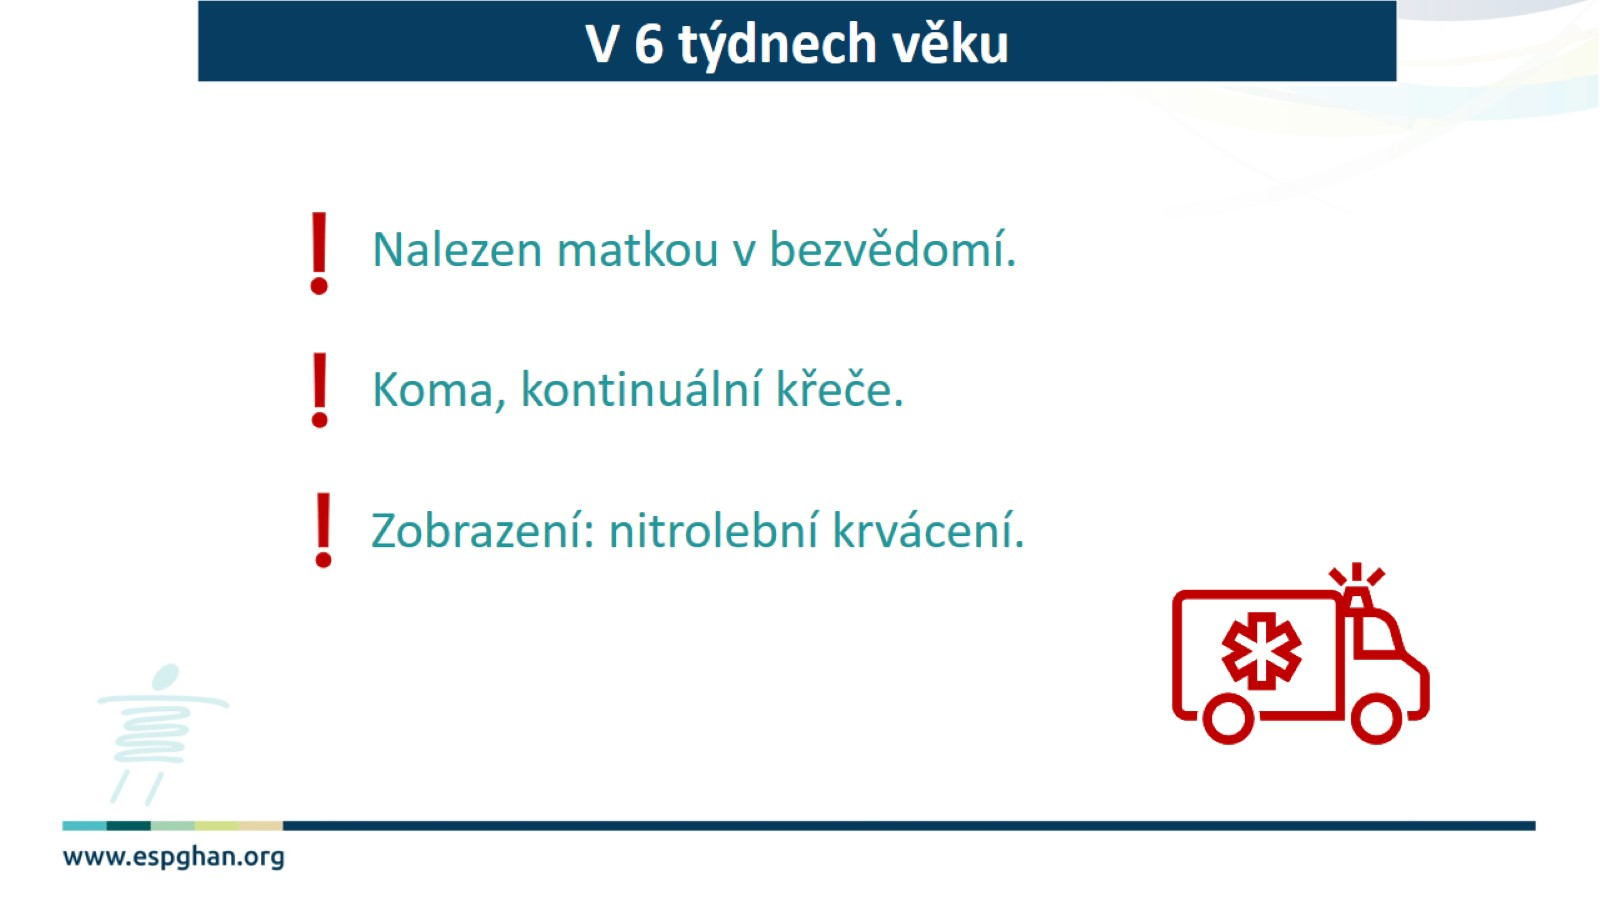 V 6 týdnech věku
Nalezen matkou v bezvědomí.
Koma, kontinuální křeče.
Zobrazení: nitrolební krvácení.
www.espghan.org